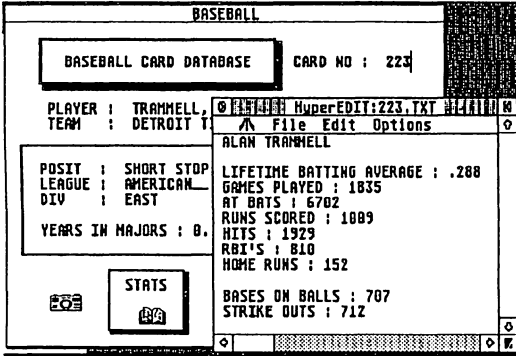 BASEBALL
BASEBALL CARD DATABASE
CARD NO : 223
PLAYER : TRAMMELL,
TEAM : DETROIT T
POSIT : SHORT STOP
LEAGUE : AMERICAN
DIV : EAST
YEARS IN MAJORS : 0.
STATS
HyperEDIT:223.TXT
File Edit Options
ALAN TRAMMELL
LIFETIME BATTING AVERAGE : .288
GAMES PLAYED : 1835
AT BATS : 6702
RUNS SCORED : 1009
HITS : 1929
RBI'S : 810
HOME RUNS : 152
BASES ON BALLS : 707
STRIKE OUTS : 712